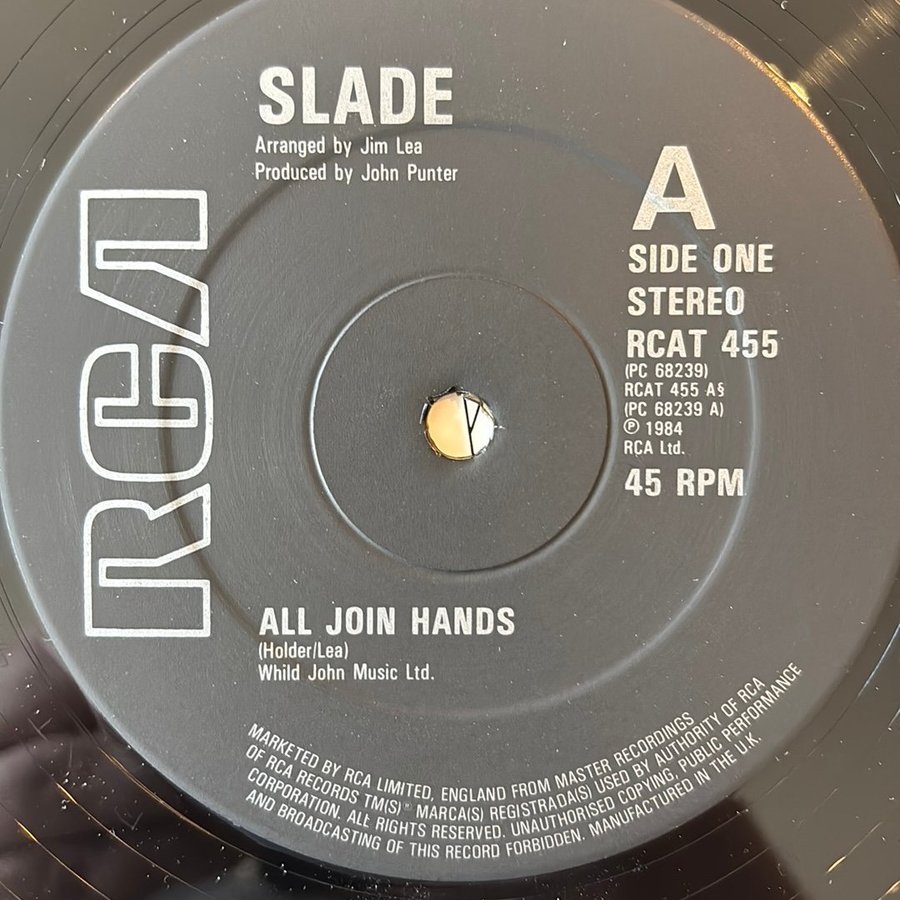 SLADE
Arranged by Jim Lea
Produced by John Punter
A
SIDE ONE
STEREO
RCAT 455
(PC 68239)
RCAT 455 A§
(PC 68239 A)
℗ 1984
RCA Ltd.
45 RPM
RCA
ALL JOIN HANDS
(Holder/Lea)
Whild John Music Ltd.
MARKETED BY RCA LIMITED, ENGLAND FROM MASTER RECORDINGS
OF RCA RECORDS TM(S)® MARCA(S) REGISTRADA(S) USED BY AUTHORITY OF RCA
CORPORATION. ALL RIGHTS RESERVED. UNAUTHORISED COPYING, PUBLIC PERFORMANCE
AND BROADCASTING OF THIS RECORD FORBIDDEN. MANUFACTURED IN THE U.K.